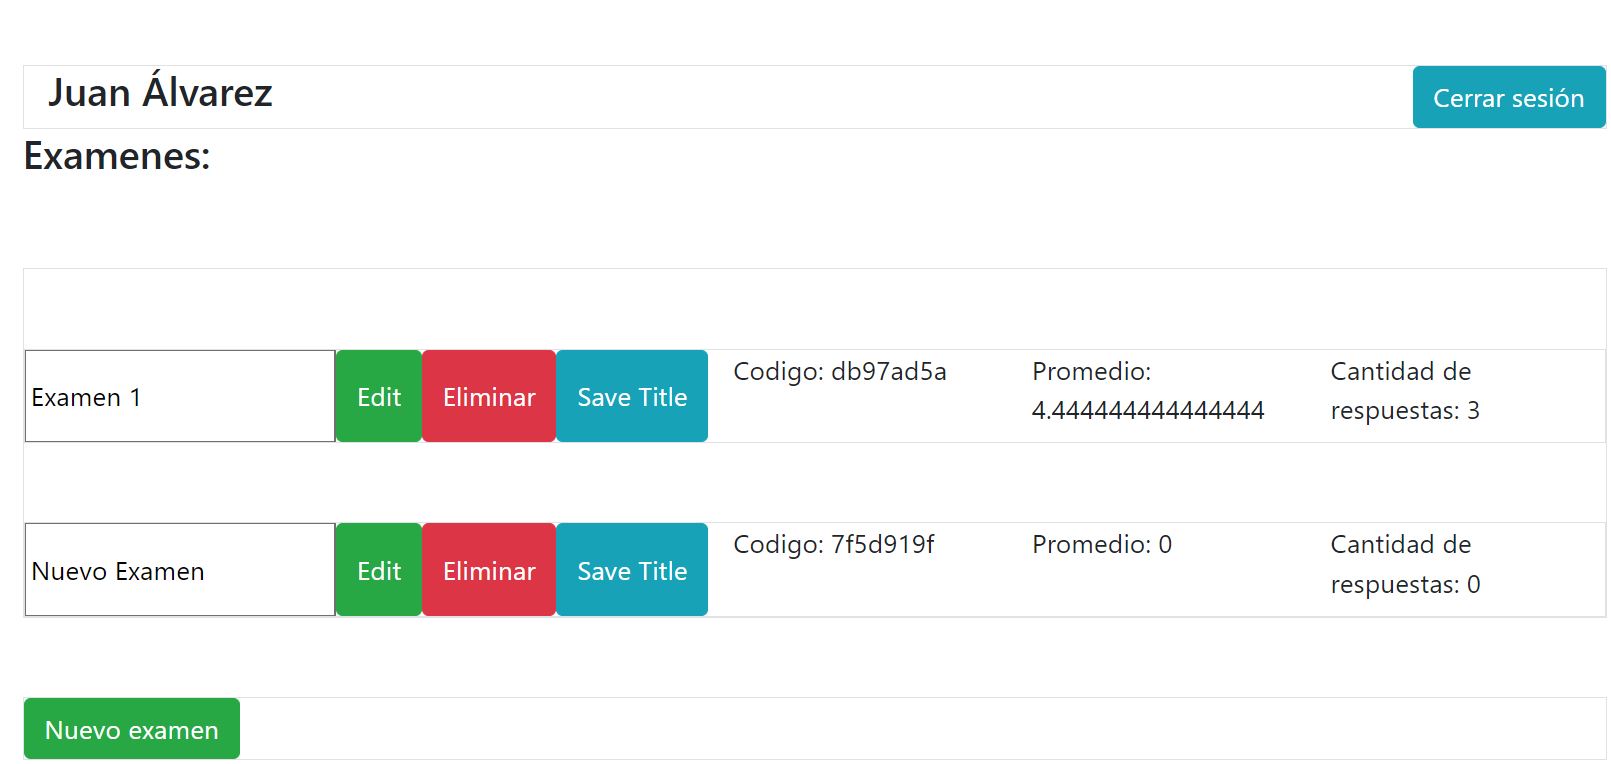 Juan Álvarez
Cerrar sesión
Examenes:
Examen 1
Edit
Eliminar
Save Title
Codigo: db97ad5a
Promedio:
4.444444444444444
Cantidad de
respuestas: 3
Nuevo Examen
Edit
Eliminar
Save Title
Codigo: 7f5d919f
Promedio: 0
Cantidad de
respuestas: 0
Nuevo examen